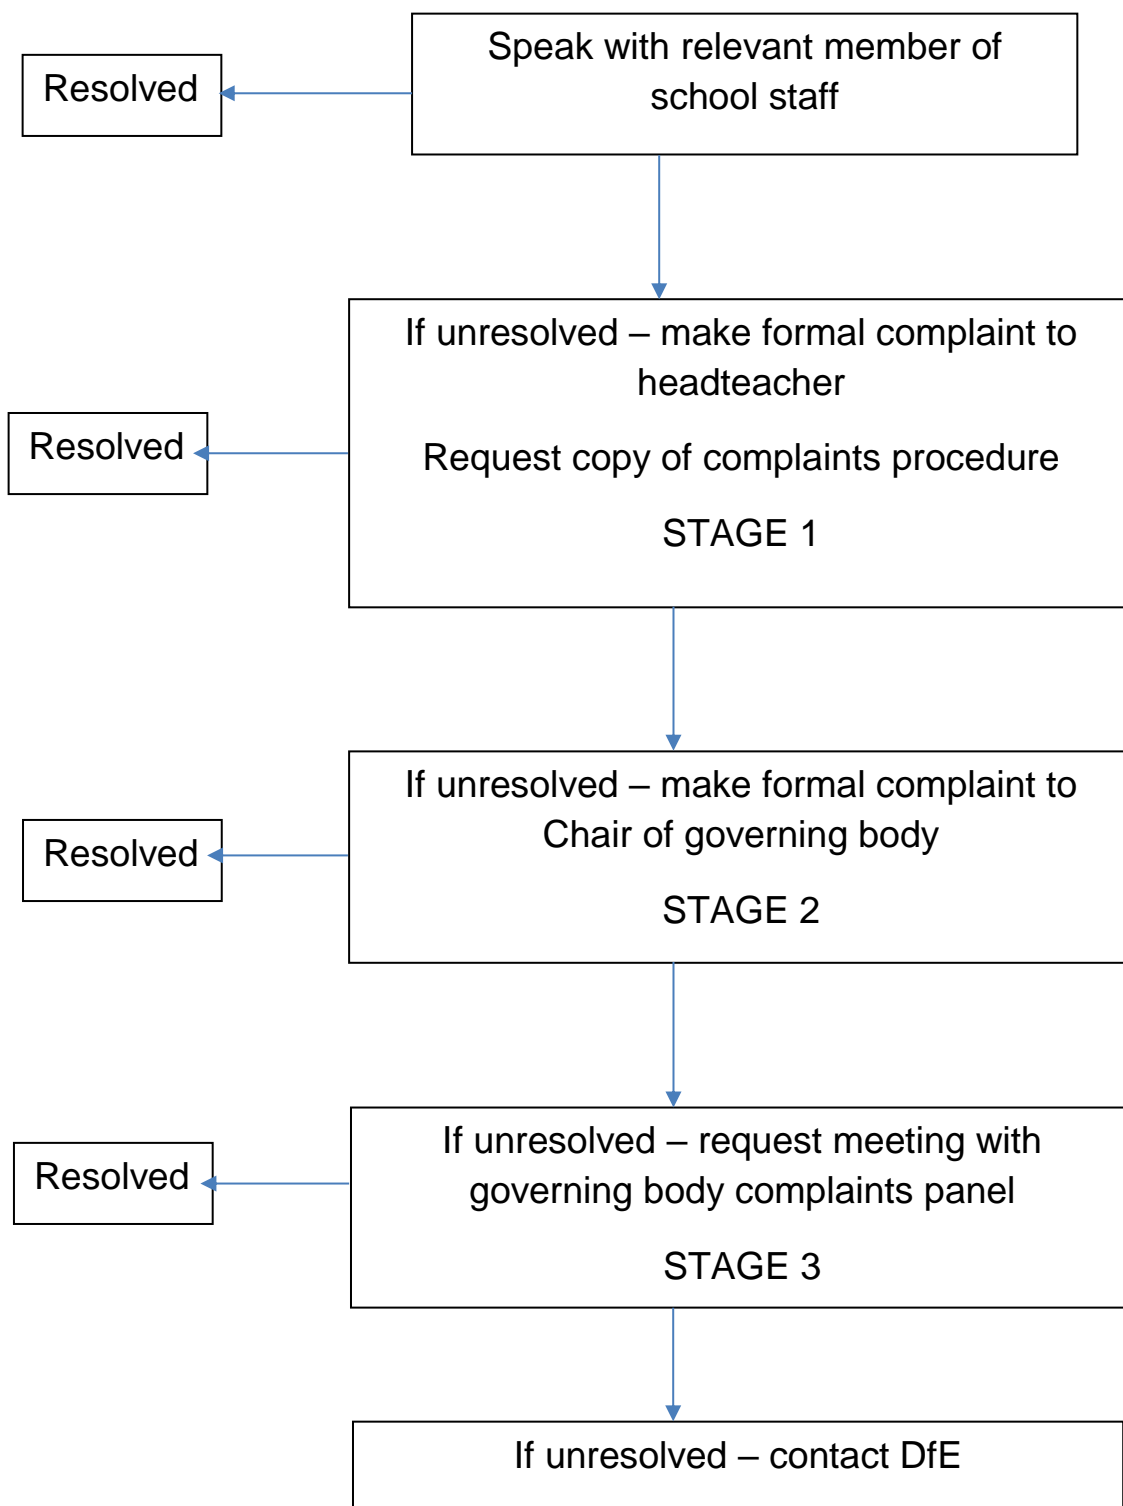 Speak with relevant member of
school staff
Resolved
If unresolved – make formal complaint to
headteacher
Request copy of complaints procedure
STAGE 1
Resolved
If unresolved – make formal complaint to
Chair of governing body
STAGE 2
Resolved
If unresolved – request meeting with
governing body complaints panel
STAGE 3
Resolved
If unresolved – contact DfE